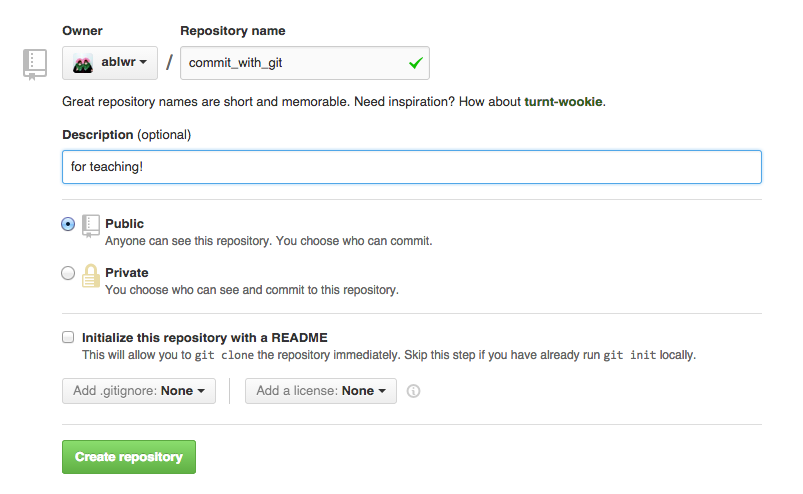 Owner Repository name
ablwr / commit_with_git
Great repository names are short and memorable. Need inspiration? How about turnt-wookie.
Description (optional)
for teaching!
Public
Anyone can see this repository. You choose who can commit.
Private
You choose who can see and commit to this repository.
Initialize this repository with a README
This will allow you to git clone the repository immediately. Skip this step if you have already run git init locally.
Add .gitignore: None Add a license: None
Create repository